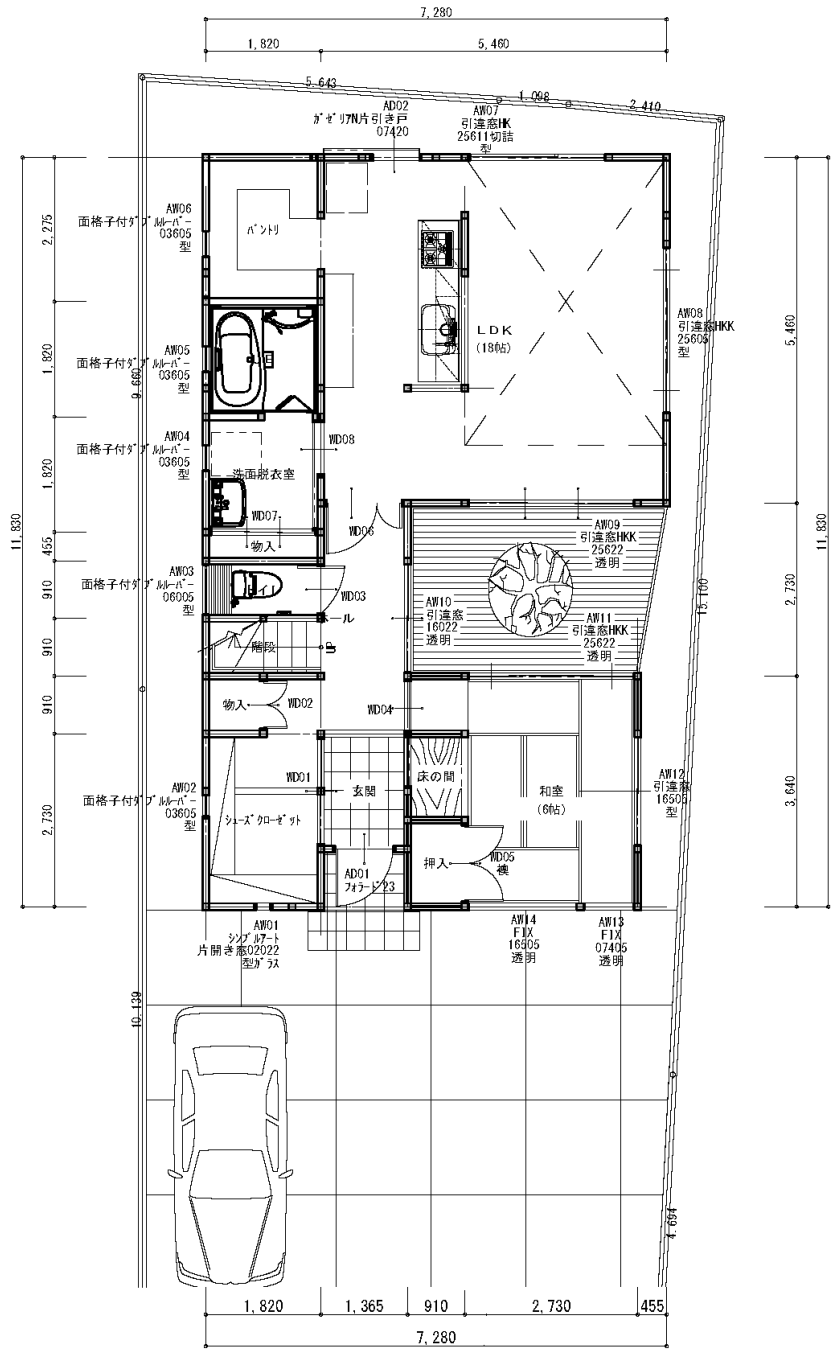 7,280
1,820
5,460
5.643
1.098
2.410
AD02
ｶﾞｾﾞﾘｱN片引き戸
07420
AW07
引違窓HK
25611切詰
型
AW06
面格子付ﾀﾞﾌﾞﾙﾙｰﾊﾞｰ
03605
型
ﾊﾟﾝﾄﾘ
2,275
5,460
LDK
(18帖)
AW08
引違窓HKK
25605
型
AW05
面格子付ﾀﾞﾌﾞﾙﾙｰﾊﾞｰ
03605
型
1,820
9.660
AW04
面格子付ﾀﾞﾌﾞﾙﾙｰﾊﾞｰ
03605
型
WD08
洗面脱衣室
1,820
WD07
WD06
物入
455
11,830
11,830
AW09
引違窓HKK
25622
透明
AW03
面格子付ﾀﾞﾌﾞﾙﾙｰﾊﾞｰ
06005
型
910
イ
WD03
ホール
AW10
引違窓
16022
透明
AW11
引違窓HKK
25622
透明
2,730
15.100
階段
UP
910
物入
WD02
WD04
910
AW02
面格子付ﾀﾞﾌﾞﾙﾙｰﾊﾞｰ
03605
型
WD01
玄関
床の間
和室
(6帖)
AW12
引違窓
16505
型
3,640
2,730
ｼｭｰｽﾞｸﾛｰｾﾞｯﾄ
押入
WD05
襖
AD01
ﾌｫﾗｰﾄﾞ23
AW01
ｼﾝﾌﾟﾙｱｰﾄ
片開き窓02022
型ｶﾞﾗｽ
AW14
FIX
16505
透明
AW13
FIX
07405
透明
10.139
4.694
1,820
1,365
910
2,730
455
7,280